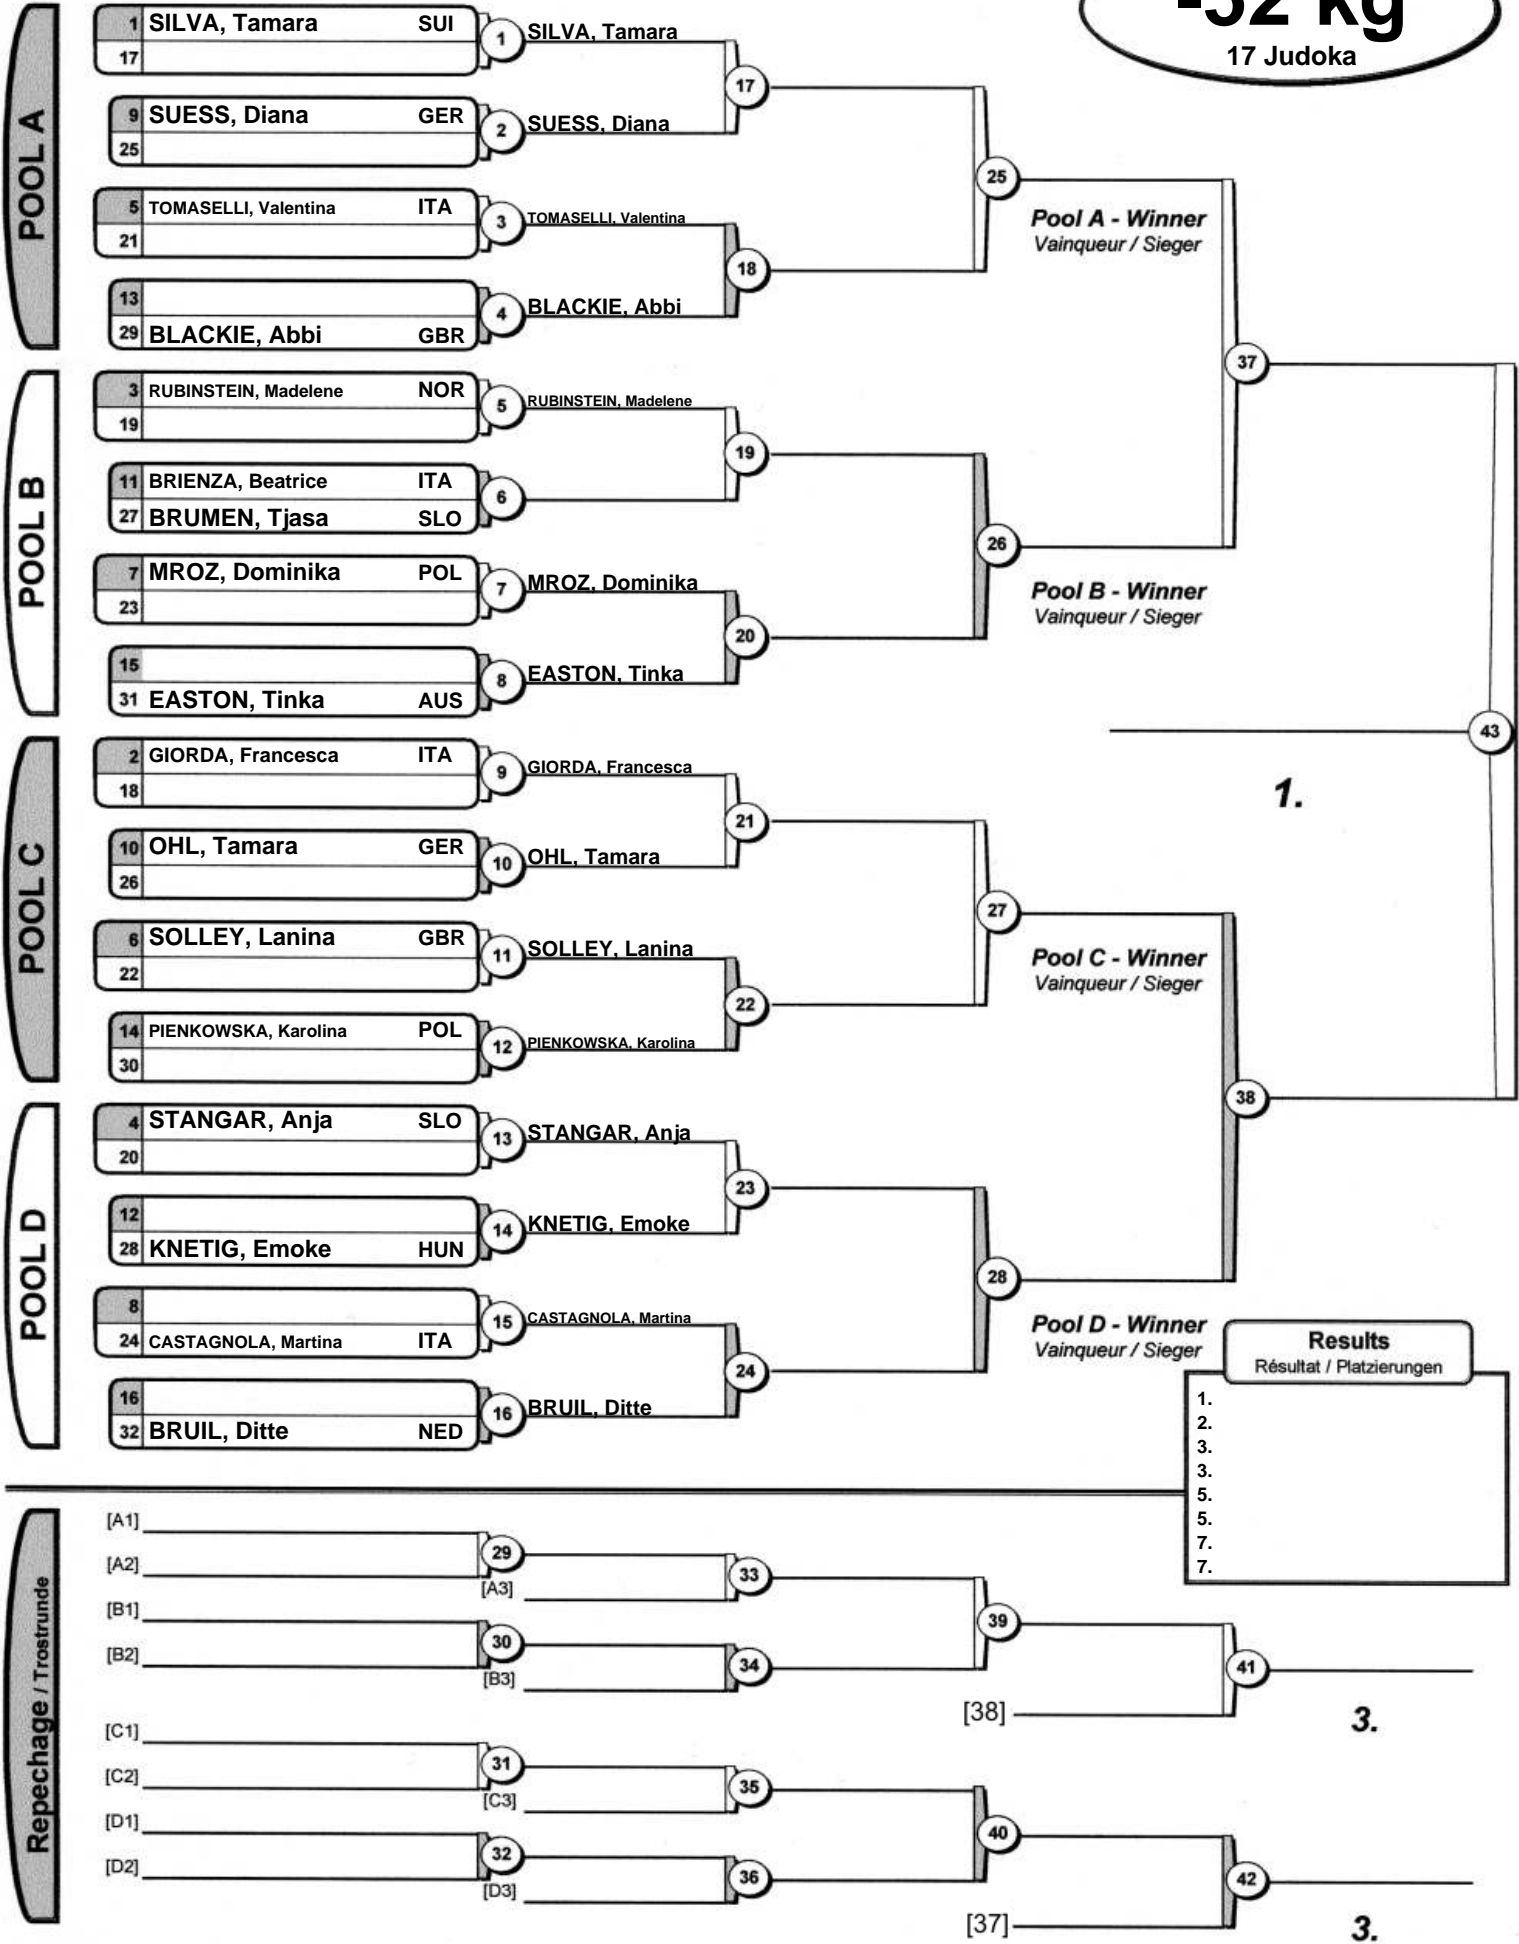 -52 kg
17 Judoka
POOL A
1 SILVA, Tamara SUI
17
1 SILVA, Tamara
9 SUESS, Diana GER
25
2 SUESS, Diana
17
5 TOMASELLI, Valentina ITA
21
3 TOMASELLI, Valentina
13
29 BLACKIE, Abbi GBR
4 BLACKIE, Abbi
18
25
Pool A - Winner
Vainqueur / Sieger
POOL B
3 RUBINSTEIN, Madelene NOR
19
5 RUBINSTEIN, Madelene
11 BRIENZA, Beatrice ITA
27 BRUMEN, Tjasa SLO
6
19
7 MROZ, Dominika POL
23
7 MROZ, Dominika
15
31 EASTON, Tinka AUS
8 EASTON, Tinka
20
26
Pool B - Winner
Vainqueur / Sieger
37
POOL C
2 GIORDA, Francesca ITA
18
9 GIORDA, Francesca
10 OHL, Tamara GER
26
10 OHL, Tamara
21
6 SOLLEY, Lanina GBR
22
11 SOLLEY, Lanina
14 PIENKOWSKA, Karolina POL
30
12 PIENKOWSKA, Karolina
22
27
Pool C - Winner
Vainqueur / Sieger
43
1.
POOL D
4 STANGAR, Anja SLO
20
13 STANGAR, Anja
12
28 KNETIG, Emoke HUN
14 KNETIG, Emoke
23
8
24 CASTAGNOLA, Martina ITA
15 CASTAGNOLA, Martina
16
32 BRUIL, Ditte NED
16 BRUIL, Ditte
24
28
Pool D - Winner
Vainqueur / Sieger
38
Results
Résultat / Platzierungen
1.
2.
3.
3.
5.
5.
7.
7.
Repechage / Trostrunde
[A1]
[A2]
29
[A3]
33
[B1]
[B2]
30
[B3]
34
39
[38]
41
3.
[C1]
[C2]
31
[C3]
35
[D1]
[D2]
32
[D3]
36
40
[37]
42
3.